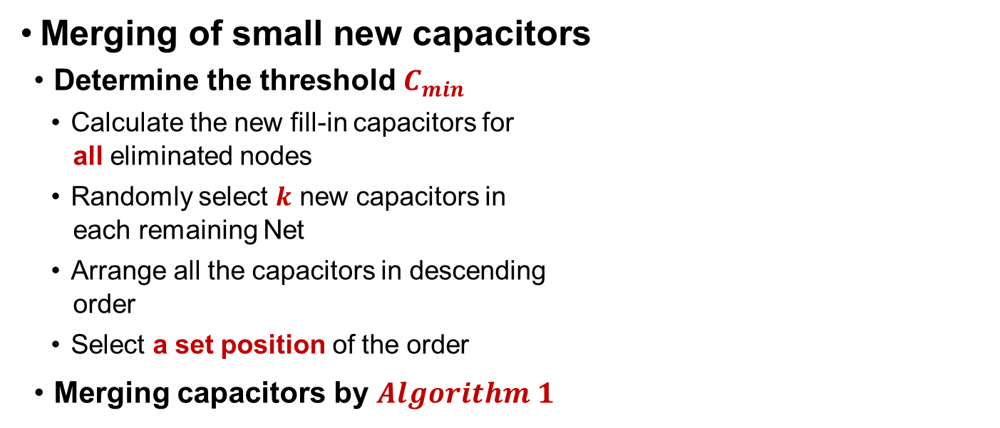 • Merging of small new capacitors
• Determine the threshold C_min
• Calculate the new fill-in capacitors for
all eliminated nodes
• Randomly select k new capacitors in
each remaining Net
• Arrange all the capacitors in descending
order
• Select a set position of the order
• Merging capacitors by Algorithm 1